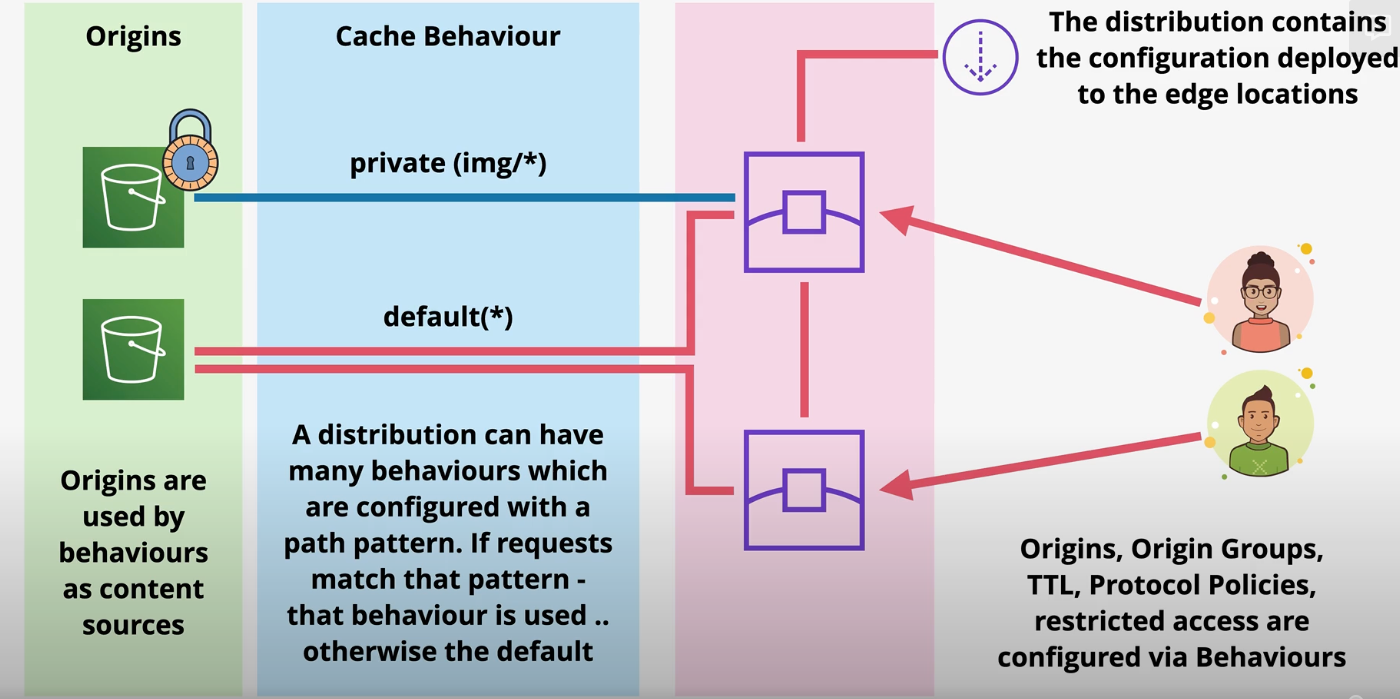 Origins
Cache Behaviour
The distribution contains
the configuration deployed
to the edge locations
private (img/*)
default(*)
Origins are
used by
behaviours
as content
sources
A distribution can have
many behaviours which
are configured with a
path pattern. If requests
match that pattern -
that behaviour is used ..
otherwise the default
Origins, Origin Groups,
TTL, Protocol Policies,
restricted access are
configured via Behaviours